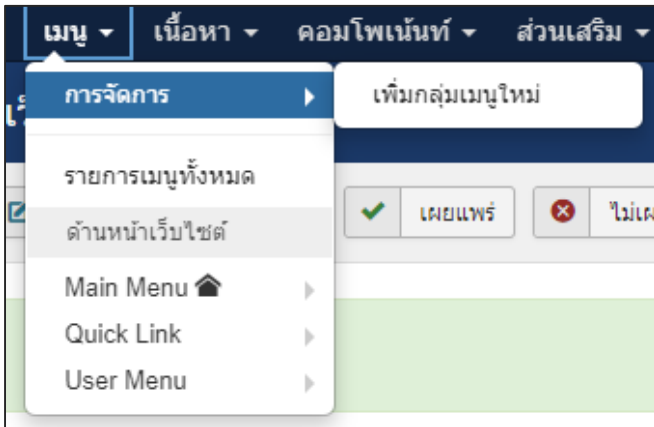 เมนู เนื้อหา คอมโพเน้นท์ ส่วนเสริม
การจัดการ เพิ่มกลุ่มเมนูใหม่
รายการเมนูทั้งหมด
เผยแพร่
ด้านหน้าเว็บไซต์
Main Menu
Quick Link
User Menu